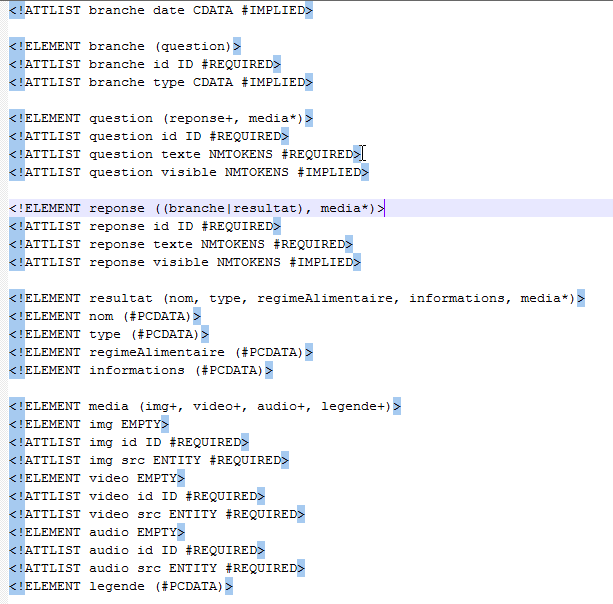 <!ATTLIST branche date CDATA #IMPLIED>
<!ELEMENT branche (question)>
<!ATTLIST branche id ID #REQUIRED>
<!ATTLIST branche type CDATA #IMPLIED>
<!ELEMENT question (reponse+, media*)>
<!ATTLIST question id ID #REQUIRED>
<!ATTLIST question texte NMTOKENS #REQUIRED>
<!ATTLIST question visible NMTOKENS #IMPLIED>
<!ELEMENT reponse ((branche|resultat), media*)>
<!ATTLIST reponse id ID #REQUIRED>
<!ATTLIST reponse texte NMTOKENS #REQUIRED>
<!ATTLIST reponse visible NMTOKENS #IMPLIED>
<!ELEMENT resultat (nom, type, regimeAlimentaire, informations, media*)>
<!ELEMENT nom (#PCDATA)>
<!ELEMENT type (#PCDATA)>
<!ELEMENT regimeAlimentaire (#PCDATA)>
<!ELEMENT informations (#PCDATA)>
<!ELEMENT media (img+, video+, audio+, legende+)>
<!ELEMENT img EMPTY>
<!ATTLIST img id ID #REQUIRED>
<!ATTLIST img src ENTITY #REQUIRED>
<!ELEMENT video EMPTY>
<!ATTLIST video id ID #REQUIRED>
<!ATTLIST video src ENTITY #REQUIRED>
<!ELEMENT audio EMPTY>
<!ATTLIST audio id ID #REQUIRED>
<!ATTLIST audio src ENTITY #REQUIRED>
<!ELEMENT legende (#PCDATA)>